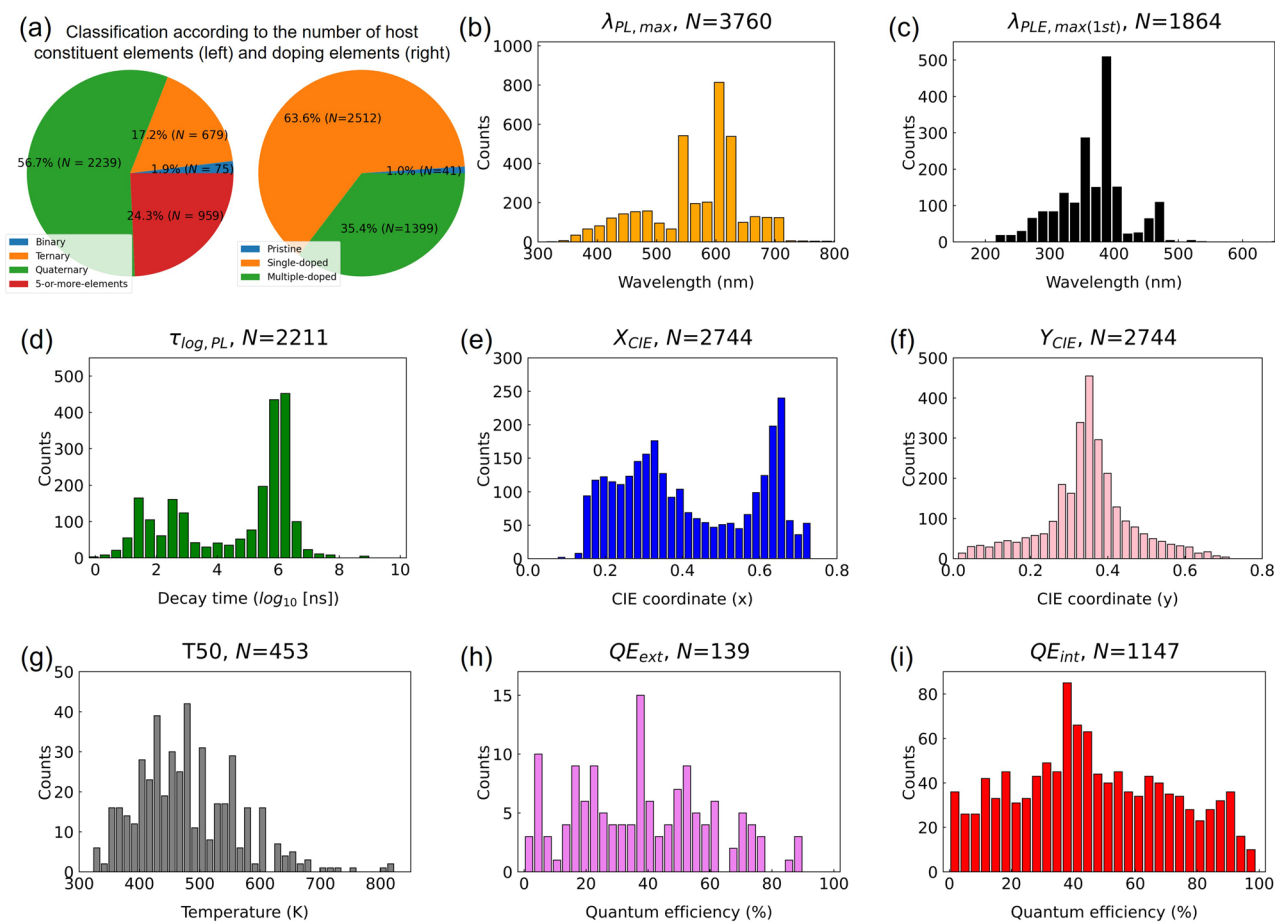 (a) Classification according to the number of host
constituent elements (left) and doping elements (right)
17.2% (N = 679)
56.7% (N = 2239)
1.9% (N = 75)
24.3% (N = 959)
Binary
Ternary
Quaternary
5-or-more-elements
63.6% (N=2512)
1.0% (N=41)
35.4% (N=1399)
Pristine
Single-doped
Multiple-doped
(b) λPL, max, N=3760
Counts
1000
800
600
400
200
0
300 400 500 600 700 800
Wavelength (nm)
(c) λPLE, max(1st), N=1864
Counts
500
400
300
200
100
0
200 300 400 500 600
Wavelength (nm)
(d) τlog, PL, N=2211
Counts
500
400
300
200
100
0
0 2 4 6 8 10
Decay time (log10 [ns])
(e) XCIE, N=2744
Counts
300
250
200
150
100
50
0
0.0 0.2 0.4 0.6 0.8
CIE coordinate (x)
(f) YCIE, N=2744
Counts
500
400
300
200
100
0
0.0 0.2 0.4 0.6 0.8
CIE coordinate (y)
(g) T50, N=453
Counts
50
40
30
20
10
0
300 400 500 600 700 800
Temperature (K)
(h) QEext, N=139
Counts
15
10
5
0
0 20 40 60 80 100
Quantum efficiency (%)
(i) QEint, N=1147
Counts
80
60
40
20
0
0 20 40 60 80 100
Quantum efficiency (%)